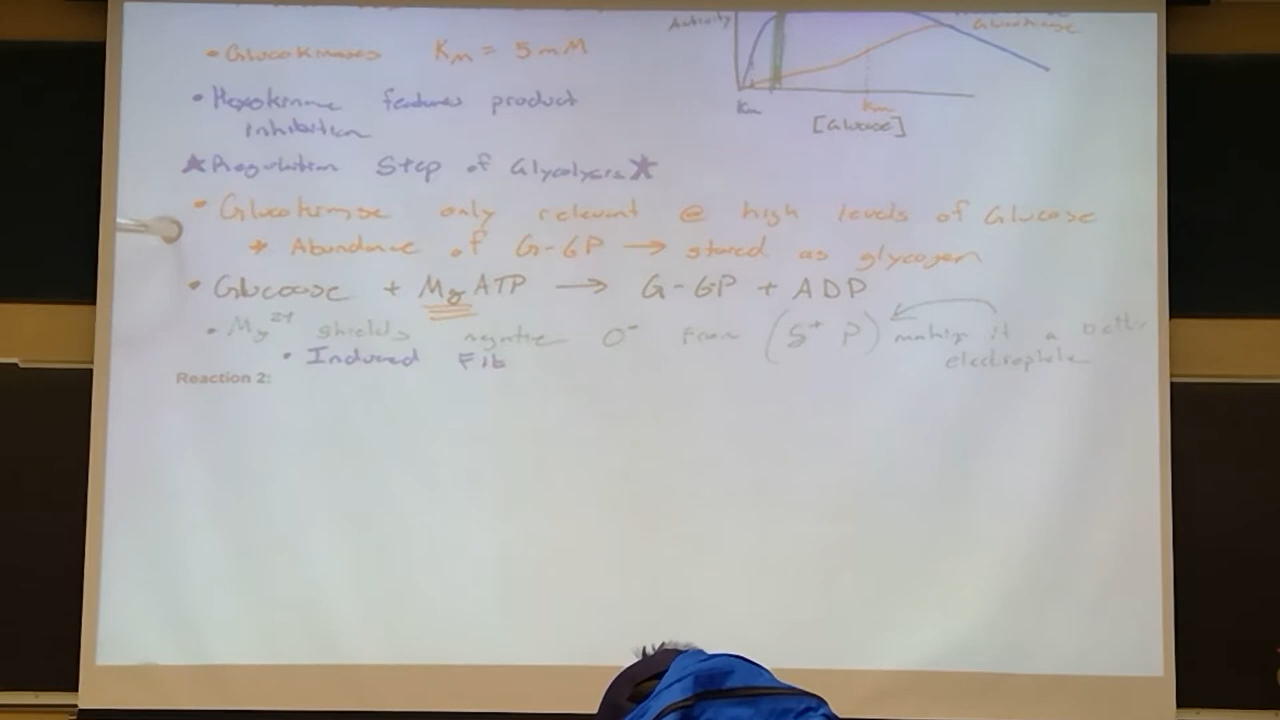 Activity
Glucokinase
• Glucokinases Km = 5 mM
Km Km
[Glucose]
• Hexokinase features product
inhibition
★Regulation Step of Glycolysis★
• Glucokinase only relevant @ high levels of Glucose
* Abundance of G-6P → stored as glycogen
• Glucose + Mg ATP → G-6P + ADP
• Mg2+ shields negative O- from (S+ P) making it a better
electrophile
• Induced Fit
Reaction 2: